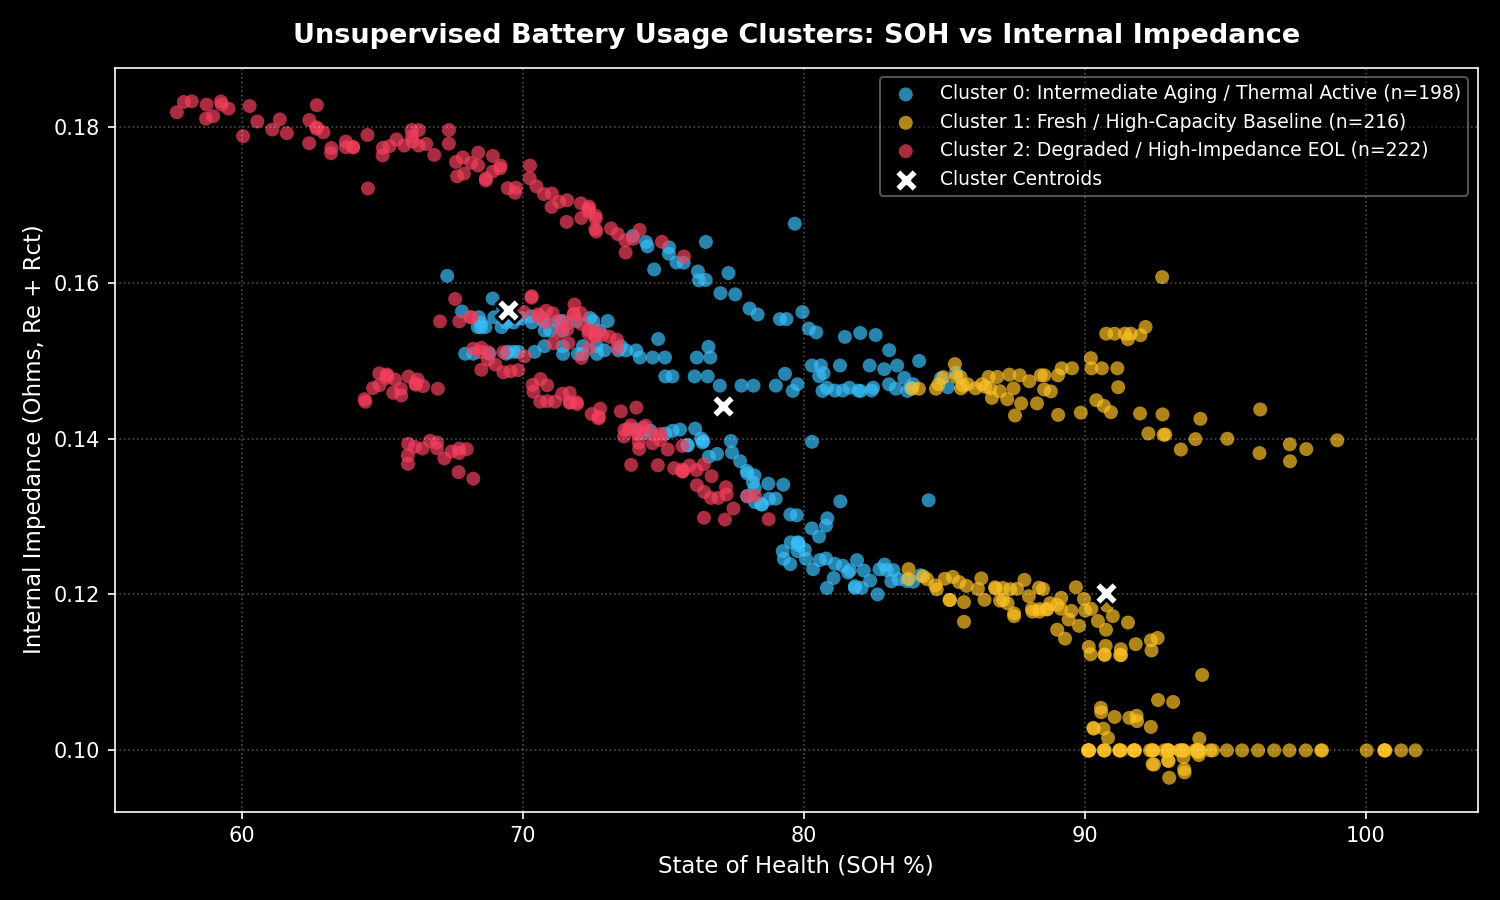 Unsupervised Battery Usage Clusters: SOH vs Internal Impedance
Cluster 0: Intermediate Aging / Thermal Active (n=198)
Cluster 1: Fresh / High-Capacity Baseline (n=216)
Cluster 2: Degraded / High-Impedance EOL (n=222)
Cluster Centroids
Internal Impedance (Ohms, Re + Rct)
0.18
0.16
0.14
0.12
0.10
60 70 80 90 100
State of Health (SOH %)